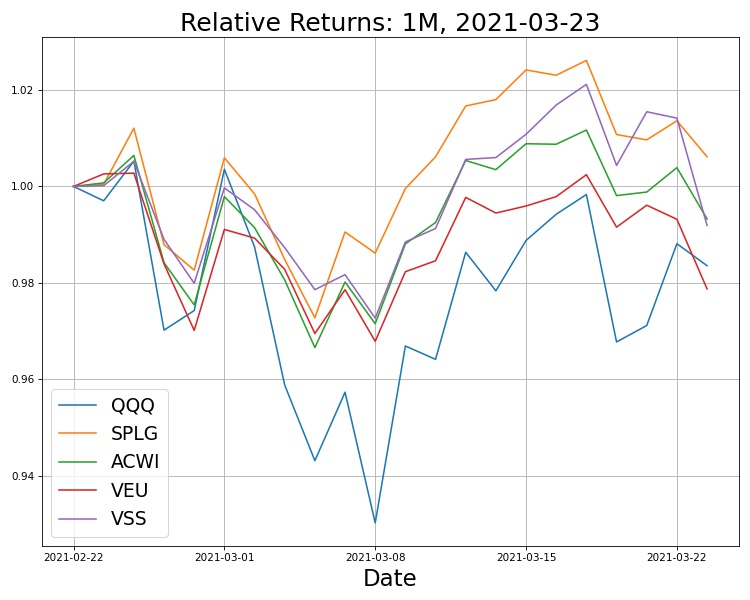 Relative Returns: 1M, 2021-03-23
1.02
1.00
0.98
0.96
0.94
QQQ
SPLG
ACWI
VEU
VSS
2021-02-22
2021-03-01
2021-03-08
2021-03-15
2021-03-22
Date